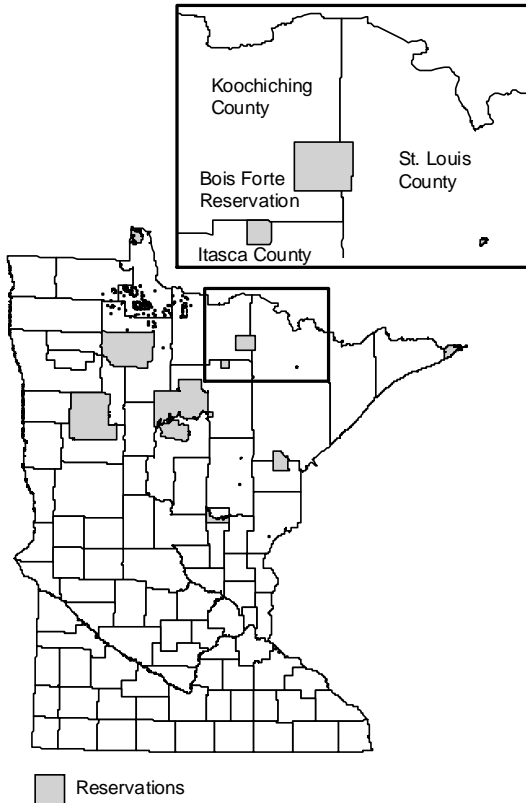 Koochiching
County
St. Louis
County
Bois Forte
Reservation
Itasca County
Reservations